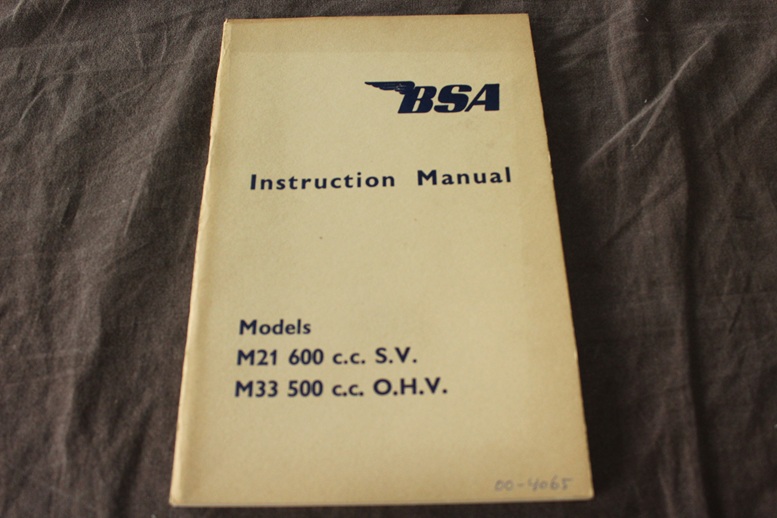 BSA
Instruction Manual
Models
M21 600 c.c. S.V.
M33 500 c.c. O.H.V.
00-4065